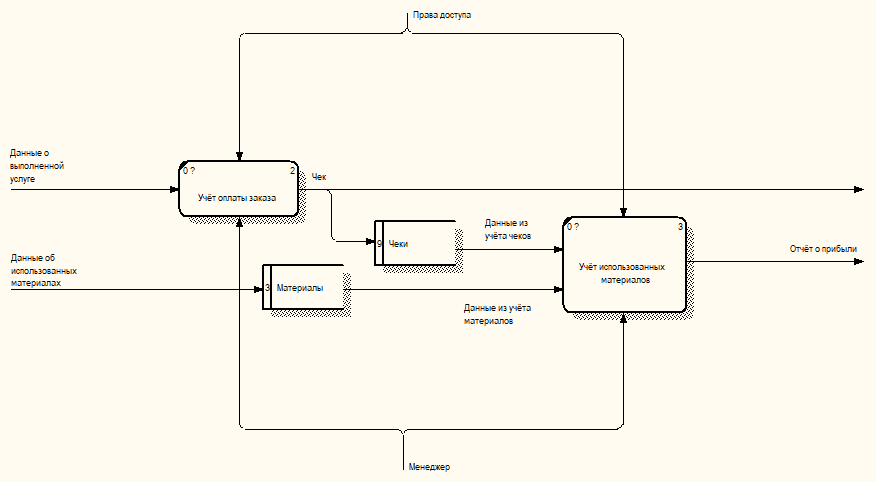 Права доступа
Данные о
выполненной
услуге
0 ?
2
Учёт оплаты заказа
Чек
9
Чеки
Данные из
учёта чеков
0 ?
3
Учёт использованных
материалов
Отчёт о прибыли
Данные об
использованных
материалах
3
Материалы
Данные из учёта
материалов
Менеджер